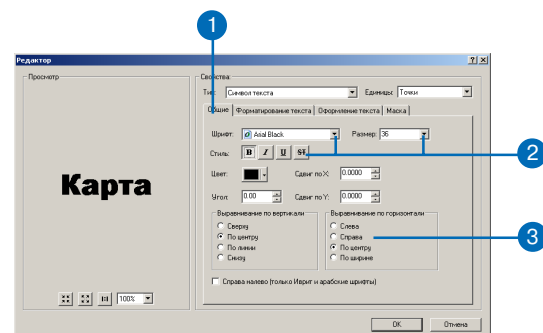 1
Редактор
Просмотр
Свойства:
Тип: Символ текста Единицы: Точки
Общие Форматирование текста Оформление текста Маска
Шрифт: Arial Black Размер: 36
Стиль: B I U ST
2
Карта
Цвет: Сдвиг по X: 0.0000
Угол: 0.00 Сдвиг по Y: 0.0000
Выравнивание по вертикали Выравнивание по горизонтали
Сверху Слева
По центру Справа
3
По линии По центру
Снизу По ширине
Справа налево (только Иврит и арабские шрифты)
100%
OK Отмена